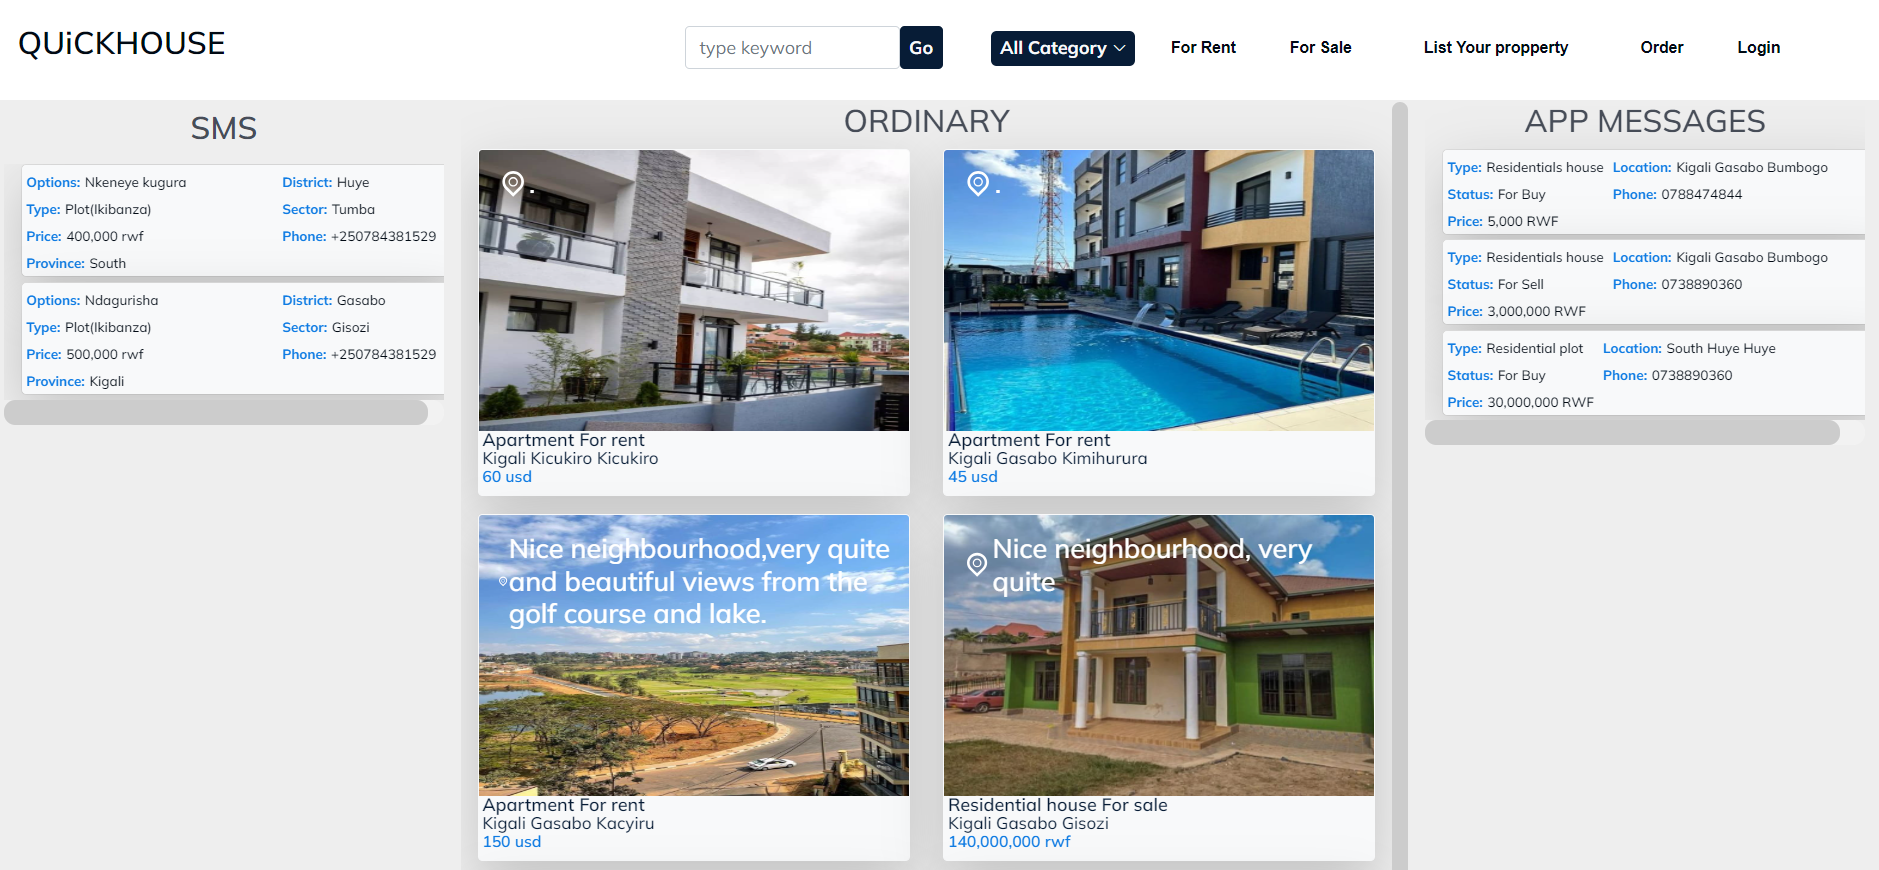 QUiCKHOUSE
type keyword
Go
All Category
For Rent
For Sale
List Your propperty
Order
Login
SMS
Options: Nkeneye kugura
District: Huye
Type: Plot(Ikibanza)
Sector: Tumba
Price: 400,000 rwf
Phone: +250784381529
Province: South
Options: Ndagurisha
District: Gasabo
Type: Plot(Ikibanza)
Sector: Gisozi
Price: 500,000 rwf
Phone: +250784381529
Province: Kigali
ORDINARY
.
Apartment For rent
Kigali Kicukiro Kicukiro
60 usd
.
Apartment For rent
Kigali Gasabo Kimihurura
45 usd
Nice neighbourhood,very quite
and beautiful views from the
golf course and lake.
Apartment For rent
Kigali Gasabo Kacyiru
150 usd
Nice neighbourhood, very
quite
Residential house For sale
Kigali Gasabo Gisozi
140,000,000 rwf
APP MESSAGES
Type: Residentials house Location: Kigali Gasabo Bumbogo
Status: For Buy Phone: 0788474844
Price: 5,000 RWF
Type: Residentials house Location: Kigali Gasabo Bumbogo
Status: For Sell Phone: 0738890360
Price: 3,000,000 RWF
Type: Residential plot Location: South Huye Huye
Status: For Buy Phone: 0738890360
Price: 30,000,000 RWF